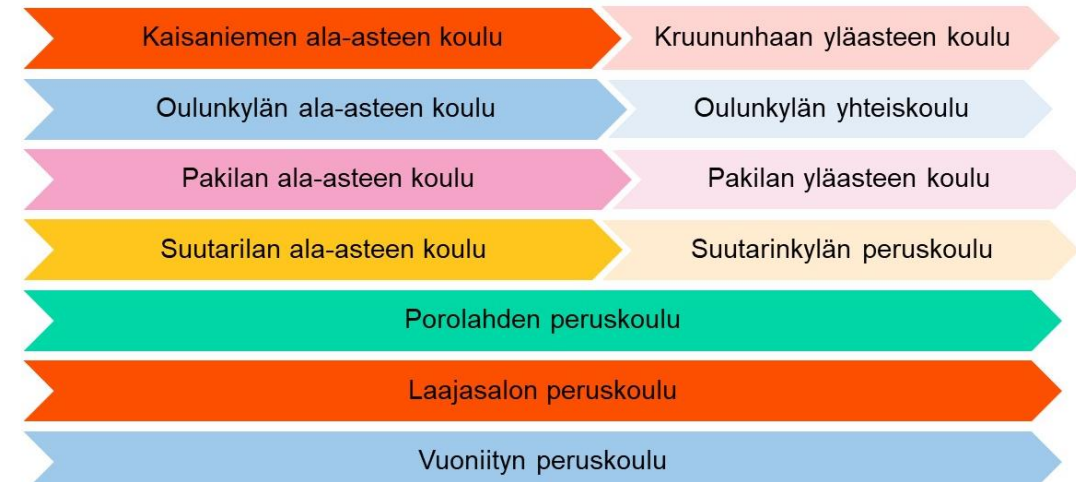 Kaisaniemen ala-asteen koulu Kruununhaan yläasteen koulu
Oulunkylän ala-asteen koulu Oulunkylän yhteiskoulu
Pakilan ala-asteen koulu Pakilan yläasteen koulu
Suutarilan ala-asteen koulu Suutarinkylän peruskoulu
Porolahden peruskoulu
Laajasalon peruskoulu
Vuoniityn peruskoulu